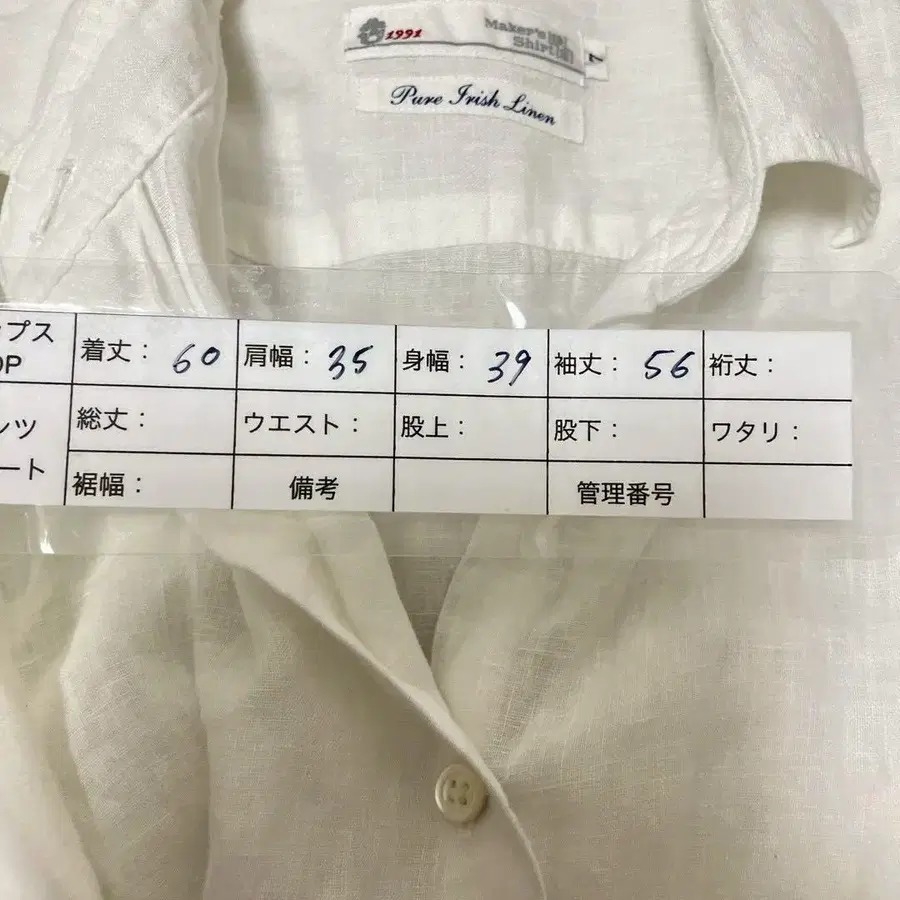 1991
Maker's
Shirt
7
Pure Irish Linen
ップス 着丈: 60 肩幅: 35 身幅: 39 袖丈: 56 裄丈:
OP
ンツ 総丈: ウエスト: 股上: 股下: ワタリ:
ート 裾幅: 備考 管理番号